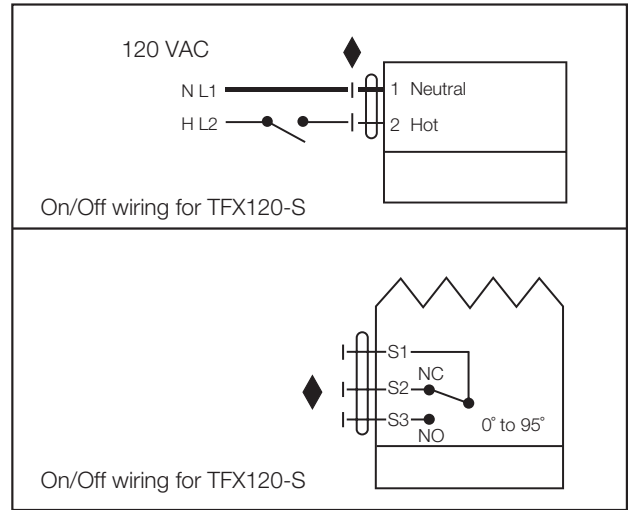 120 VAC
N L1
1 Neutral
H L2
2 Hot
On/Off wiring for TFX120-S
S1
S2
NC
S3
NO
0° to 95°
On/Off wiring for TFX120-S